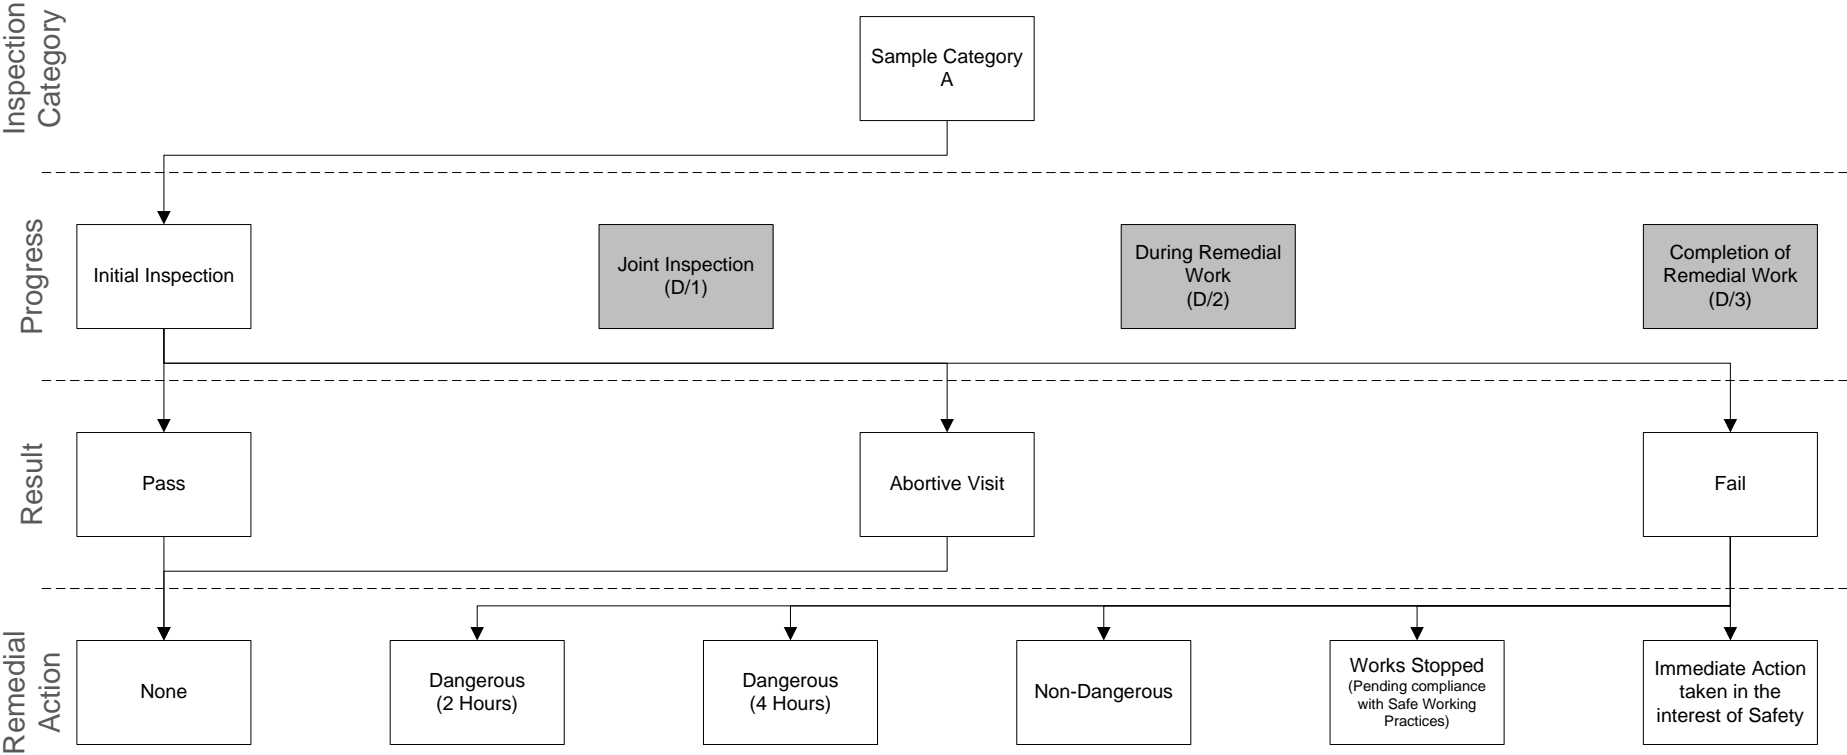 Inspection
Category
Sample Category
A
Progress
Initial Inspection
Joint Inspection
(D/1)
During Remedial
Work
(D/2)
Completion of
Remedial Work
(D/3)
Result
Pass
Abortive Visit
Fail
Remedial
Action
None
Dangerous
(2 Hours)
Dangerous
(4 Hours)
Non-Dangerous
Works Stopped
(Pending compliance
with Safe Working
Practices)
Immediate Action
taken in the
interest of Safety